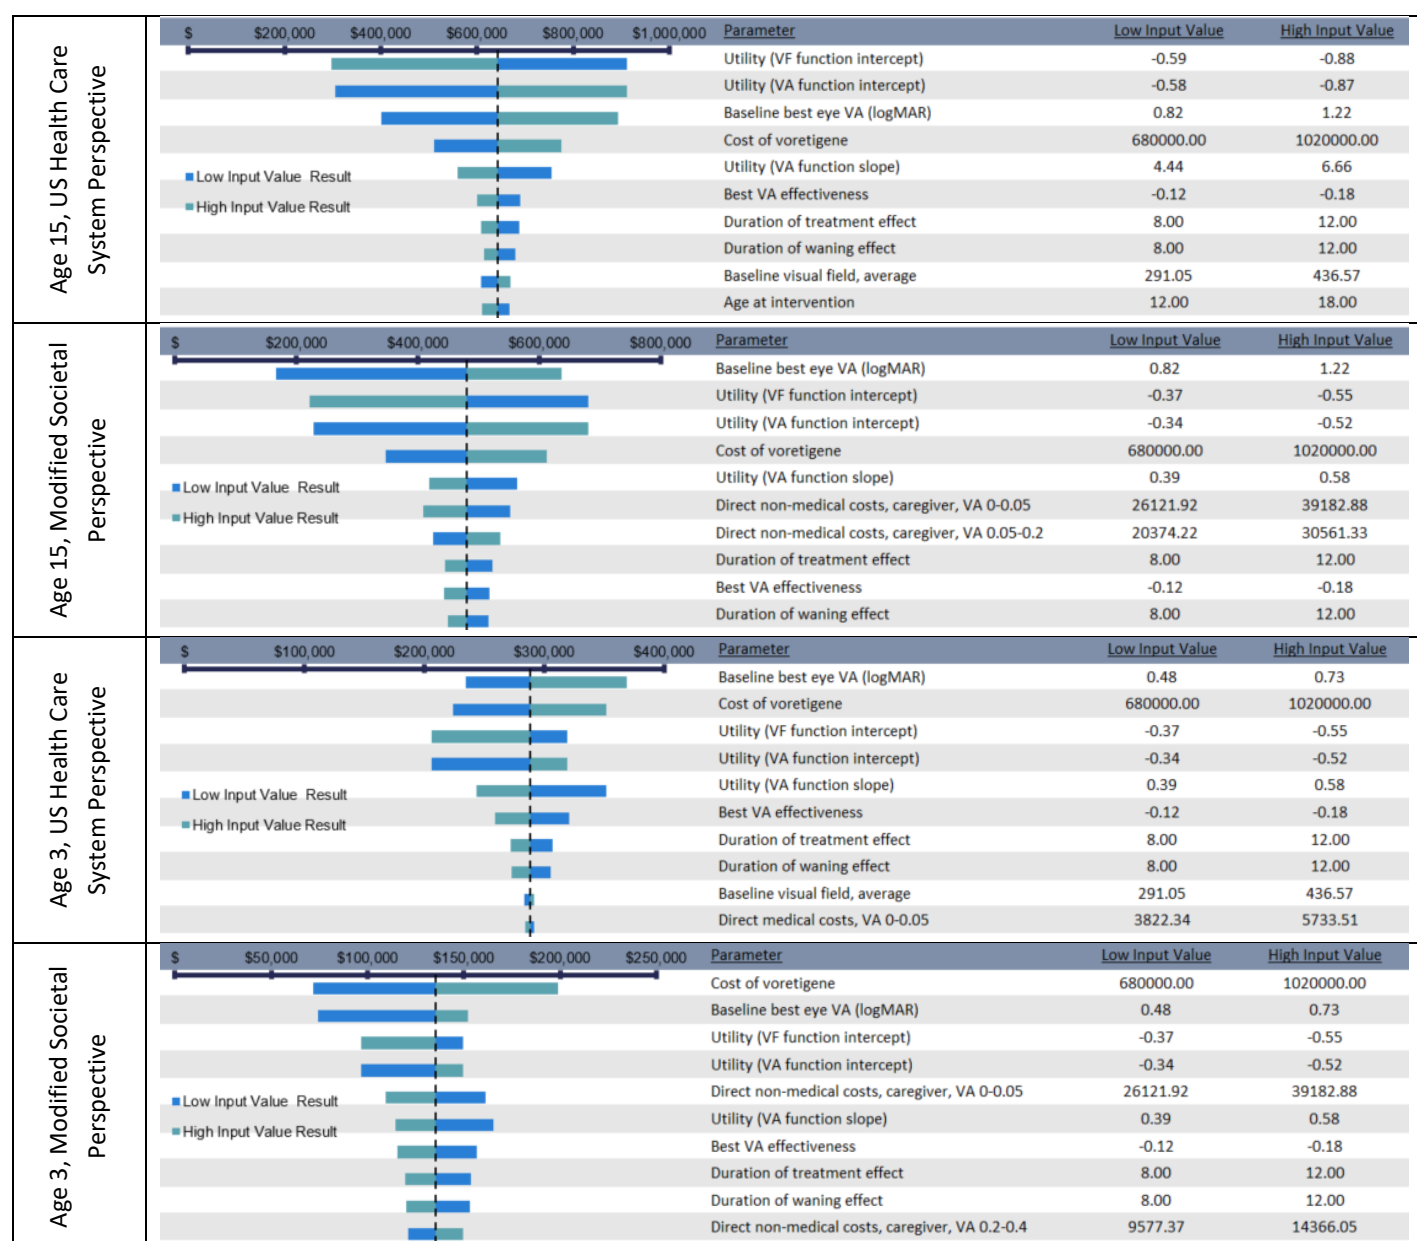 Age 15, US Health Care
System Perspective
$ $200,000 $400,000 $600,000 $800,000 $1,000,000 Parameter Low Input Value High Input Value
Utility (VF function intercept) -0.59 -0.88
Utility (VA function intercept) -0.58 -0.87
Baseline best eye VA (logMAR) 0.82 1.22
Cost of voretigene 680000.00 1020000.00
Low Input Value Result Utility (VA function slope) 4.44 6.66
Best VA effectiveness -0.12 -0.18
High Input Value Result Duration of treatment effect 8.00 12.00
Duration of waning effect 8.00 12.00
Baseline visual field, average 291.05 436.57
Age at intervention 12.00 18.00
Age 15, Modified Societal
Perspective
$ $200,000 $400,000 $600,000 $800,000 Parameter Low Input Value High Input Value
Baseline best eye VA (logMAR) 0.82 1.22
Utility (VF function intercept) -0.37 -0.55
Utility (VA function intercept) -0.34 -0.52
Cost of voretigene 680000.00 1020000.00
Low Input Value Result Utility (VA function slope) 0.39 0.58
Direct non-medical costs, caregiver, VA 0-0.05 26121.92 39182.88
High Input Value Result Direct non-medical costs, caregiver, VA 0.05-0.2 20374.22 30561.33
Duration of treatment effect 8.00 12.00
Best VA effectiveness -0.12 -0.18
Duration of waning effect 8.00 12.00
Age 3, US Health Care
System Perspective
$ $100,000 $200,000 $300,000 $400,000 Parameter Low Input Value High Input Value
Baseline best eye VA (logMAR) 0.48 0.73
Cost of voretigene 680000.00 1020000.00
Utility (VF function intercept) -0.37 -0.55
Utility (VA function intercept) -0.34 -0.52
Low Input Value Result Utility (VA function slope) 0.39 0.58
Best VA effectiveness -0.12 -0.18
High Input Value Result Duration of treatment effect 8.00 12.00
Duration of waning effect 8.00 12.00
Baseline visual field, average 291.05 436.57
Direct medical costs, VA 0-0.05 3822.34 5733.51
Age 3, Modified Societal
Perspective
$ $50,000 $100,000 $150,000 $200,000 $250,000 Parameter Low Input Value High Input Value
Cost of voretigene 680000.00 1020000.00
Baseline best eye VA (logMAR) 0.48 0.73
Utility (VF function intercept) -0.37 -0.55
Utility (VA function intercept) -0.34 -0.52
Low Input Value Result Direct non-medical costs, caregiver, VA 0-0.05 26121.92 39182.88
Utility (VA function slope) 0.39 0.58
High Input Value Result Best VA effectiveness -0.12 -0.18
Duration of treatment effect 8.00 12.00
Duration of waning effect 8.00 12.00
Direct non-medical costs, caregiver, VA 0.2-0.4 9577.37 14366.05